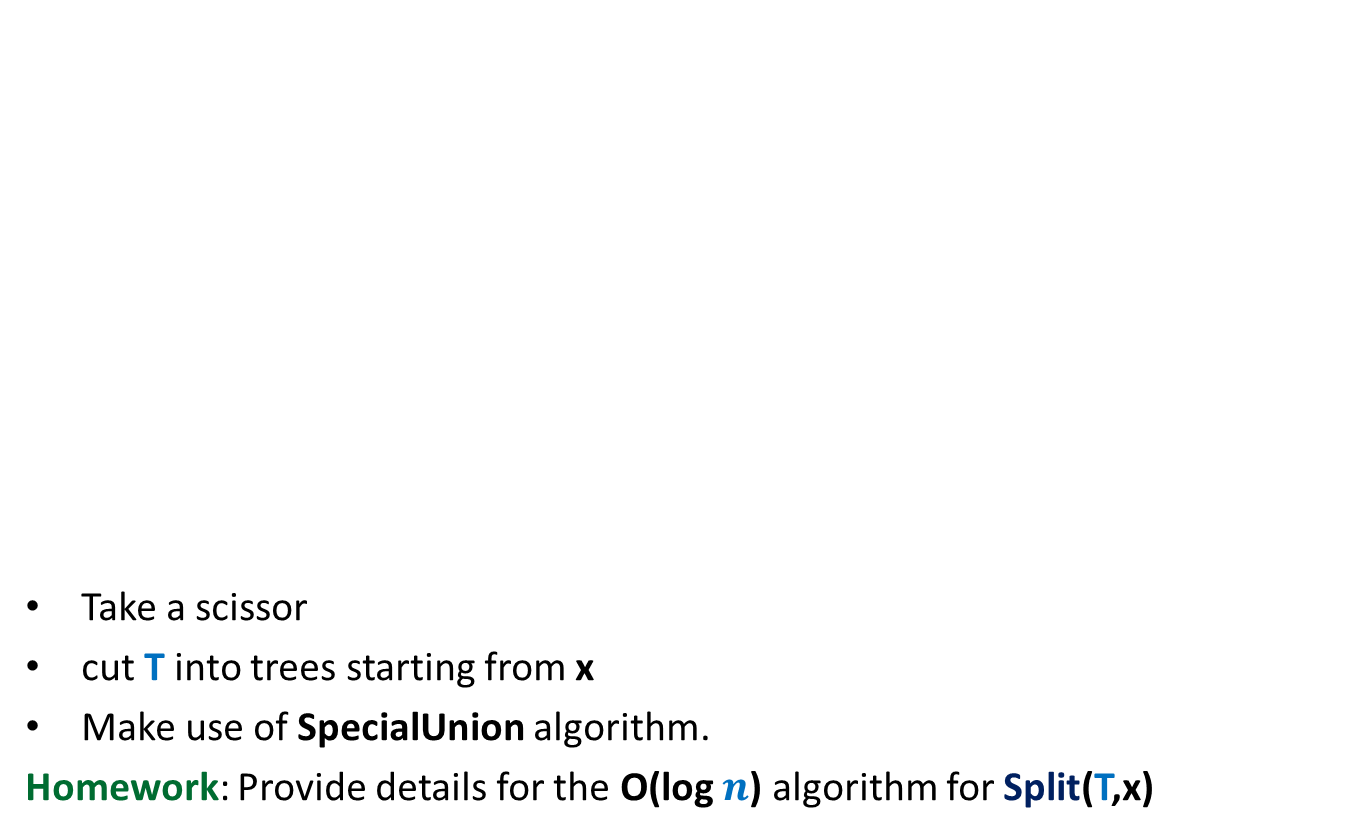 • Take a scissor
• cut T into trees starting from x
• Make use of SpecialUnion algorithm.
Homework: Provide details for the O(log n) algorithm for Split(T,x)